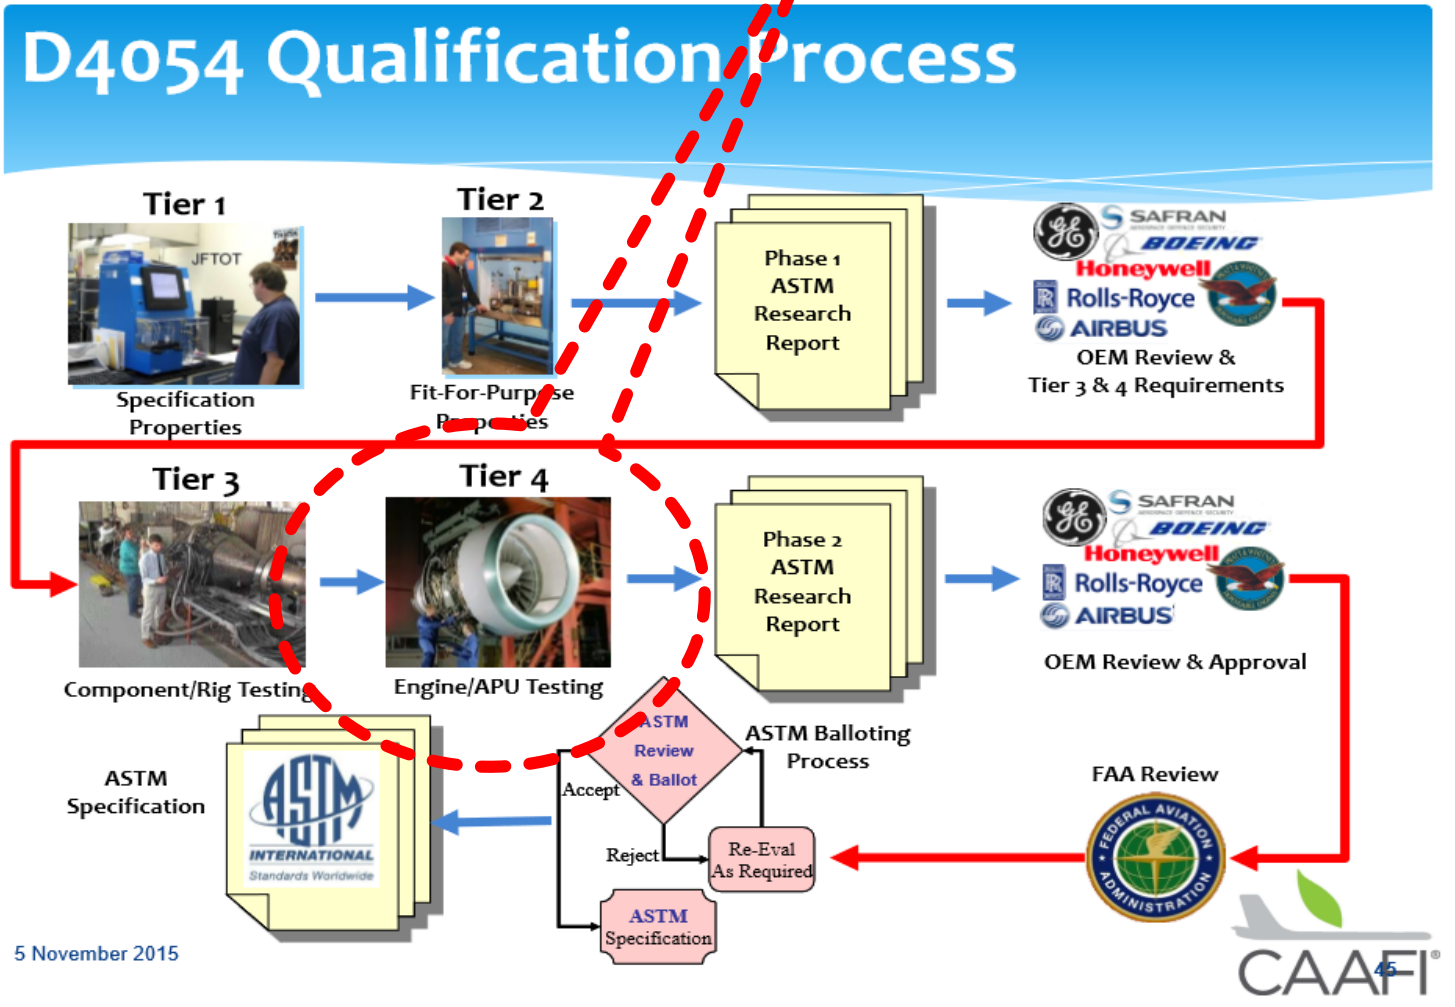 D4054 Qualification Process
Tier 1
Tier 2
JFTOT
Specification
Properties
Fit-For-Purpose
Properties
Phase 1
ASTM
Research
Report
SAFRAN
BOEING
Honeywell
Rolls-Royce
AIRBUS
OEM Review &
Tier 3 & 4 Requirements
Tier 3
Tier 4
Component/Rig Testing
Engine/APU Testing
Phase 2
ASTM
Research
Report
SAFRAN
BOEING
Honeywell
Rolls-Royce
AIRBUS
OEM Review & Approval
ASTM
Specification
ASTM
INTERNATIONAL
Standards Worldwide
ASTM
Review
& Ballot
Accept
Reject
ASTM Balloting
Process
Re-Eval
As Required
ASTM
Specification
FAA Review
FEDERAL AVIATION
ADMINISTRATION
5 November 2015
CAAFI®
45